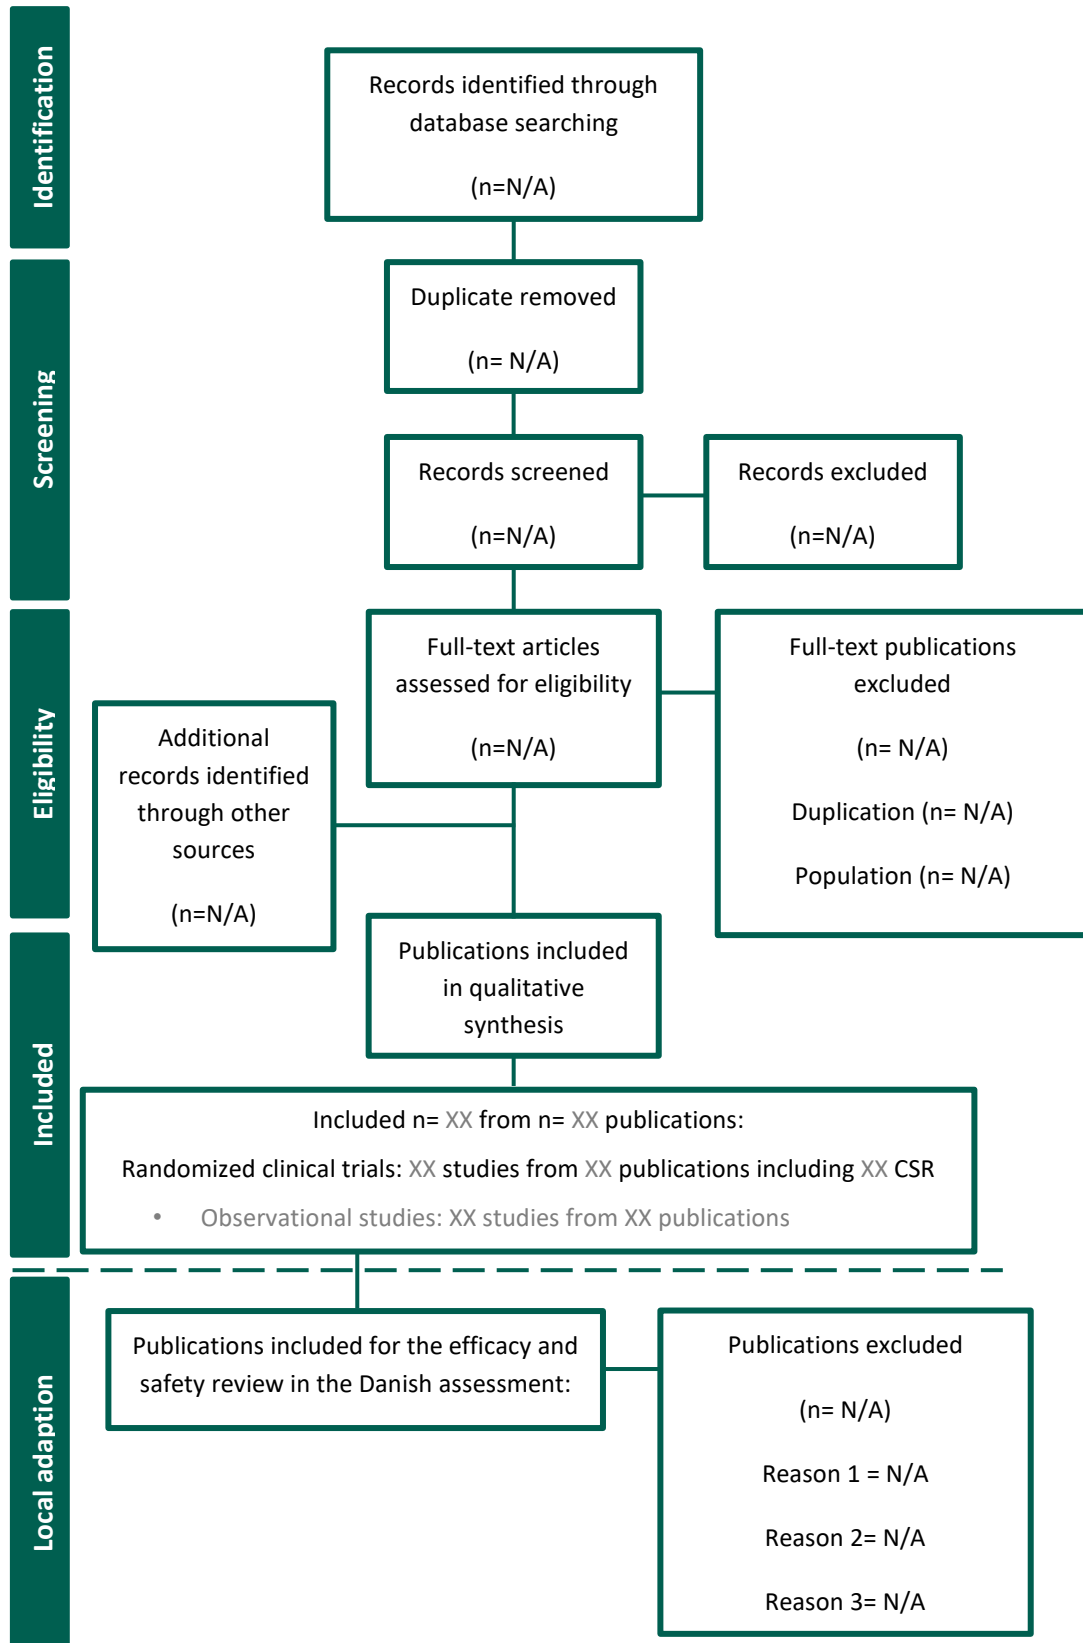 Identification
Records identified through
database searching
(n=N/A)
Screening
Duplicate removed
(n= N/A)
Records screened
(n=N/A)
Records excluded
(n=N/A)
Eligibility
Full-text articles
assessed for eligibility
(n=N/A)
Full-text publications
excluded
(n= N/A)
Duplication (n= N/A)
Population (n= N/A)
Additional
records identified
through other
sources
(n=N/A)
Included
Publications included
in qualitative
synthesis
Included n= XX from n= XX publications:
Randomized clinical trials: XX studies from XX publications including XX CSR
• Observational studies: XX studies from XX publications
Local adaption
Publications included for the efficacy and
safety review in the Danish assessment:
Publications excluded
(n= N/A)
Reason 1 = N/A
Reason 2= N/A
Reason 3= N/A